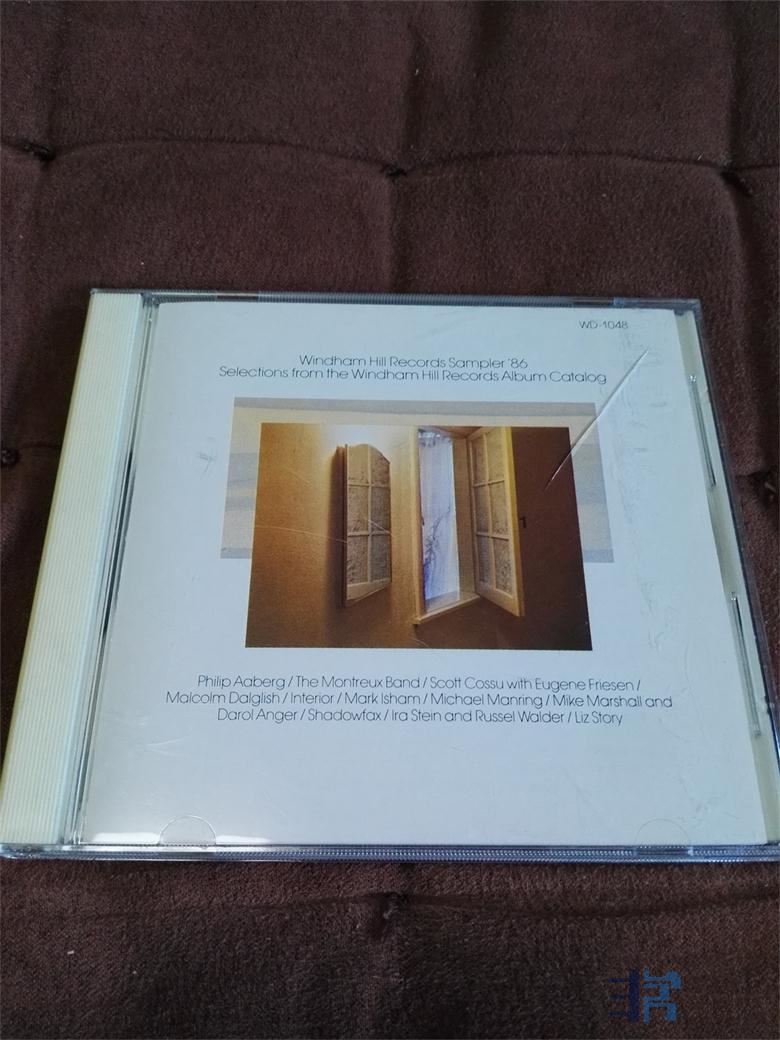 WD-1048
Windham Hill Records Sampler '86
Selections from the Windham Hill Records Album Catalog
Philip Aaberg / The Montreux Band / Scott Cossu with Eugene Friesen /
Malcolm Dalglish / Interior / Mark Isham / Michael Manring / Mike Marshall and
Darol Anger / Shadowfax / Ira Stein and Russel Walder / Liz Story